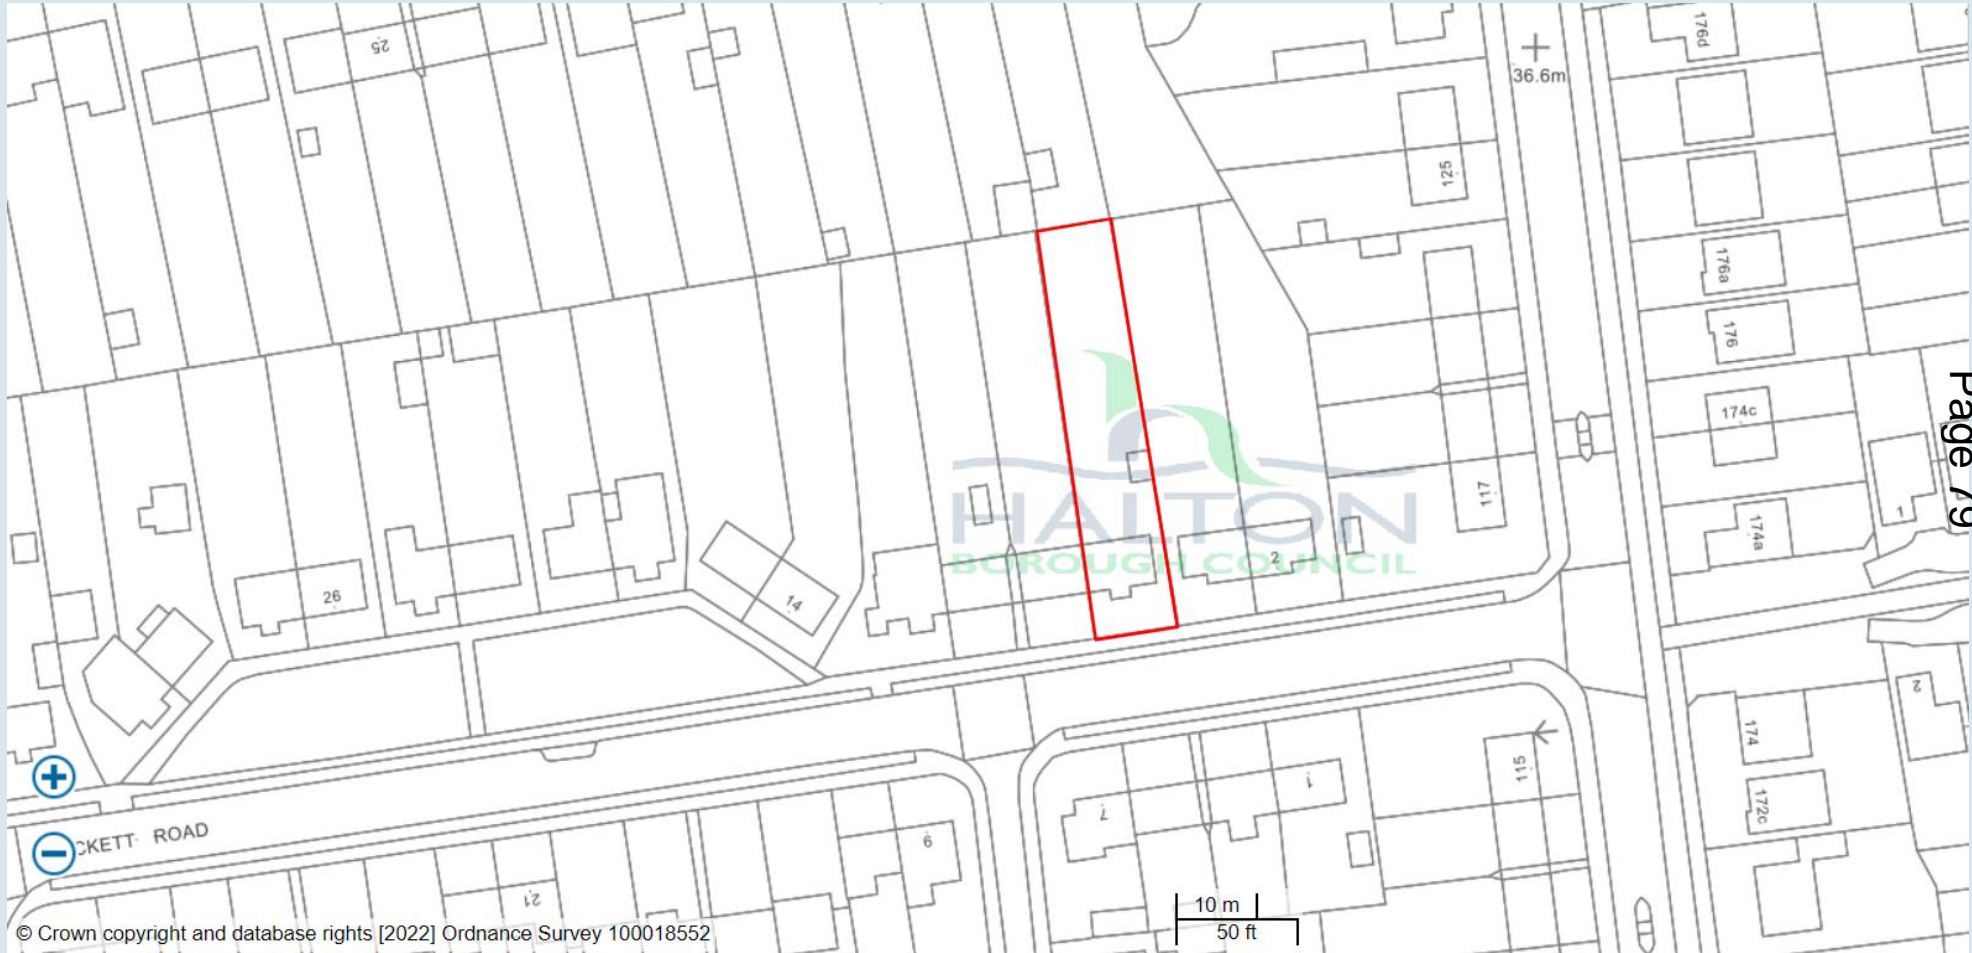 25
176d
36.6m
125
176a
176
174c
Page 79
117
1
174a
HALTON
BOROUGH COUNCIL
2
26
14
2
174
115
1
7
172c
CKETT ROAD
9
21
10 m
50 ft
© Crown copyright and database rights [2022] Ordnance Survey 100018552